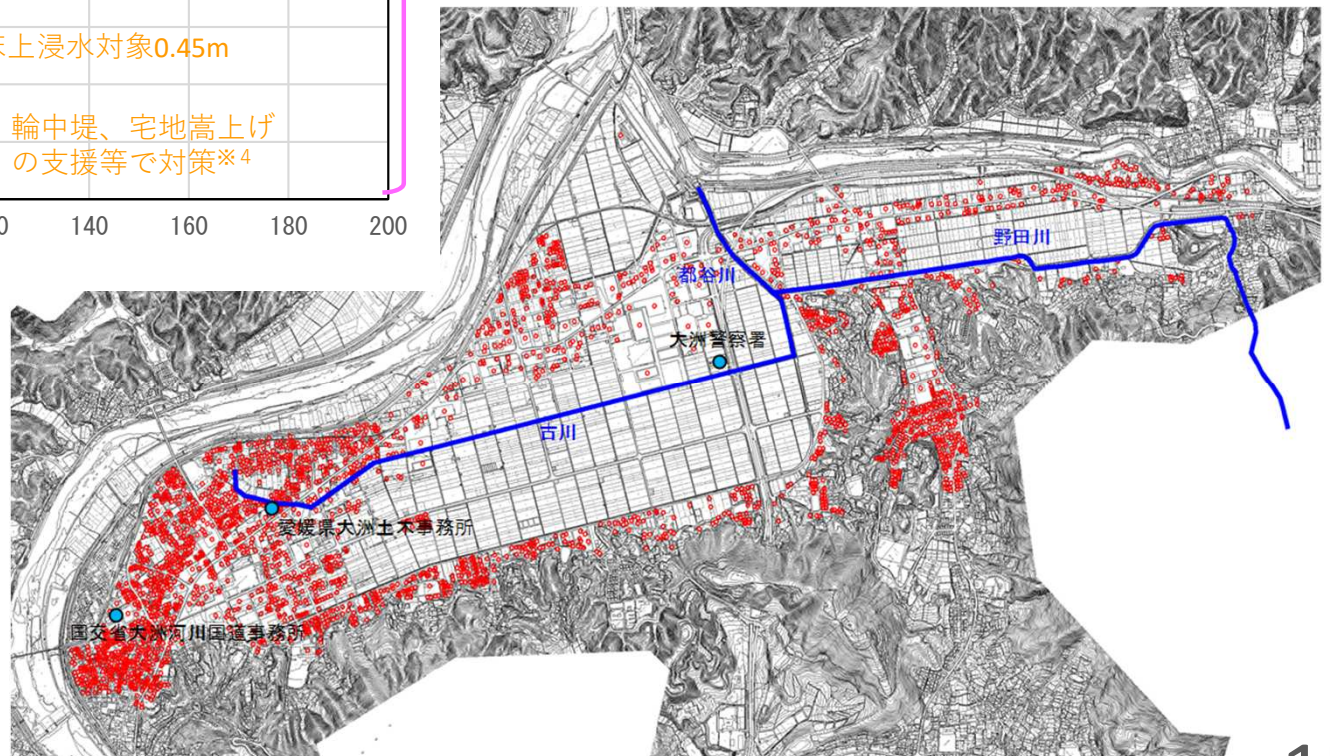 上浸水対象0.45m
輪中堤、宅地嵩上げ
の支援等で対策※4
140 160 180 200
野田川
都谷川
大洲警察署
古川
愛媛県大洲土木事務所
国交省大洲河川国道事務所